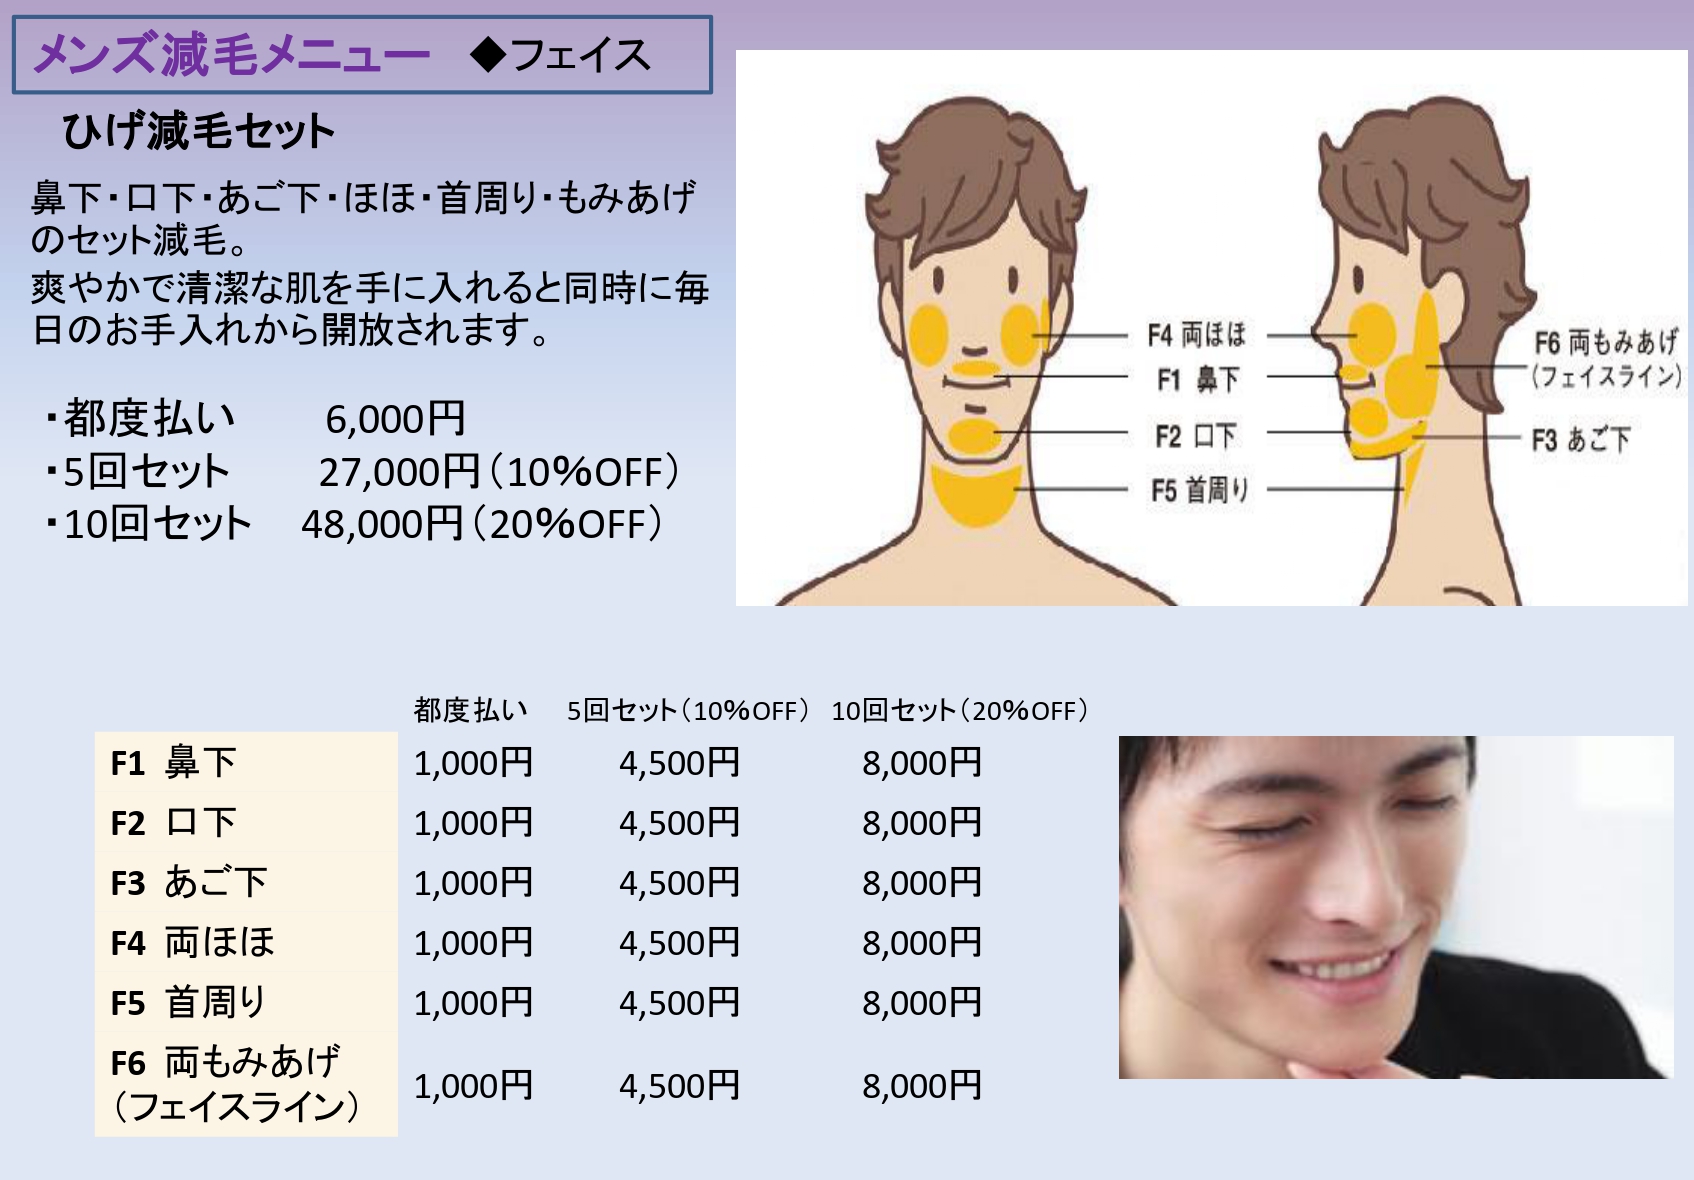 メンズ減毛メニュー ◆フェイス
ひげ減毛セット
鼻下・口下・あご下・ほほ・首周り・もみあげ
のセット減毛。
爽やかで清潔な肌を手に入れると同時に毎
日のお手入れから開放されます。
・都度払い 6,000円
・5回セット 27,000円（10%OFF）
・10回セット 48,000円（20%OFF）
F4 両ほほ
F1 鼻下
F2 口下
F5 首周り
F6 両もみあげ
（フェイスライン）
F3 あご下
都度払い 5回セット（10%OFF） 10回セット（20%OFF）
F1 鼻下 1,000円 4,500円 8,000円
F2 口下 1,000円 4,500円 8,000円
F3 あご下 1,000円 4,500円 8,000円
F4 両ほほ 1,000円 4,500円 8,000円
F5 首周り 1,000円 4,500円 8,000円
F6 両もみあげ
（フェイスライン） 1,000円 4,500円 8,000円